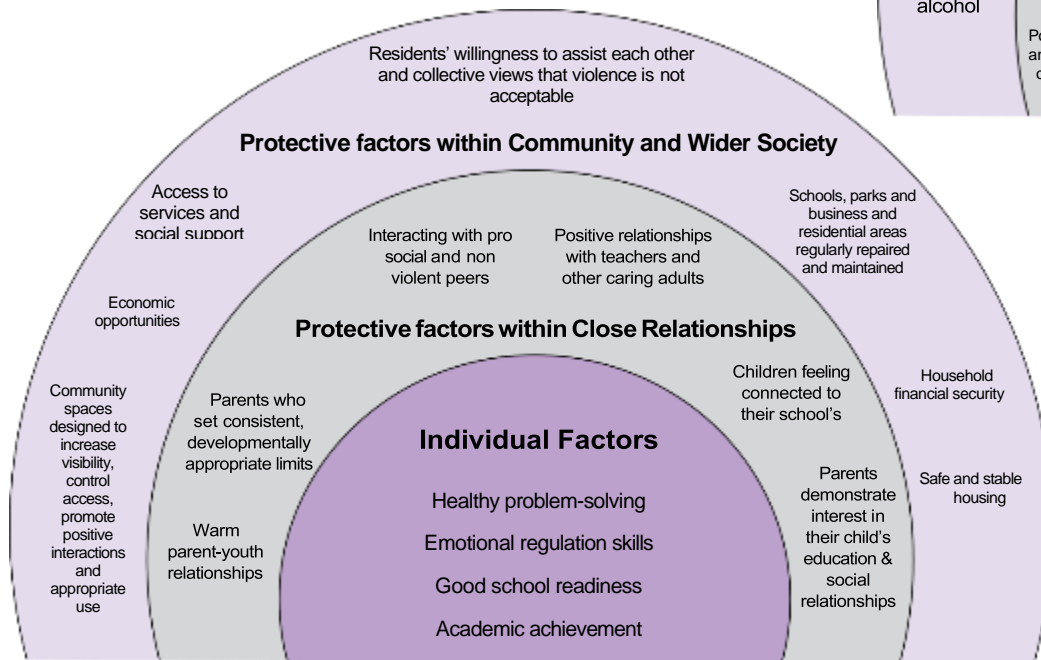 alcohol
Residents' willingness to assist each other
and collective views that violence is not
acceptable
Protective factors within Community and Wider Society
Access to
services and
social support
Schools, parks and
business and
residential areas
regularly repaired
and maintained
Interacting with pro
social and non
violent peers
Positive relationships
with teachers and
other caring adults
Economic
opportunities
Protective factors within Close Relationships
Community
spaces
designed to
increase
visibility,
control
access,
promote
positive
interactions
and
appropriate
use
Parents who
set consistent,
developmentally
appropriate limits
Children feeling
connected to
their school's
Household
financial security
Individual Factors
Healthy problem-solving
Emotional regulation skills
Good school readiness
Academic achievement
Warm
parent-youth
relationships
Parents
demonstrate
interest in
their child's
education &
social
relationships
Safe and stable
housing